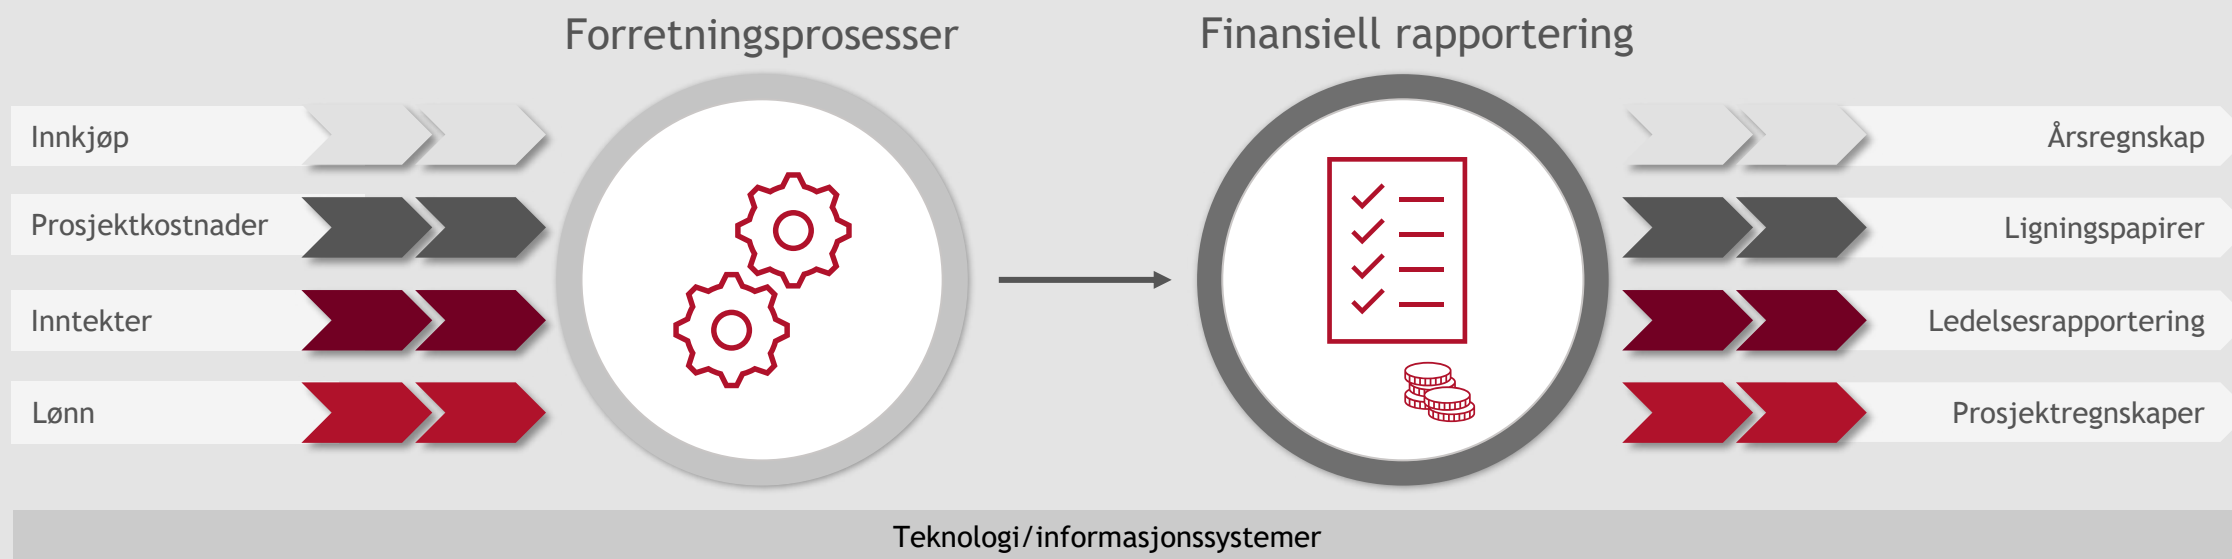 Forretningsprosesser
Finansiell rapportering
Innkjøp
Prosjektkostnader
Inntekter
Lønn
Årsregnskap
Ligningspapirer
Ledelsesrapportering
Prosjektregnskaper
Teknologi/informasjonssystemer